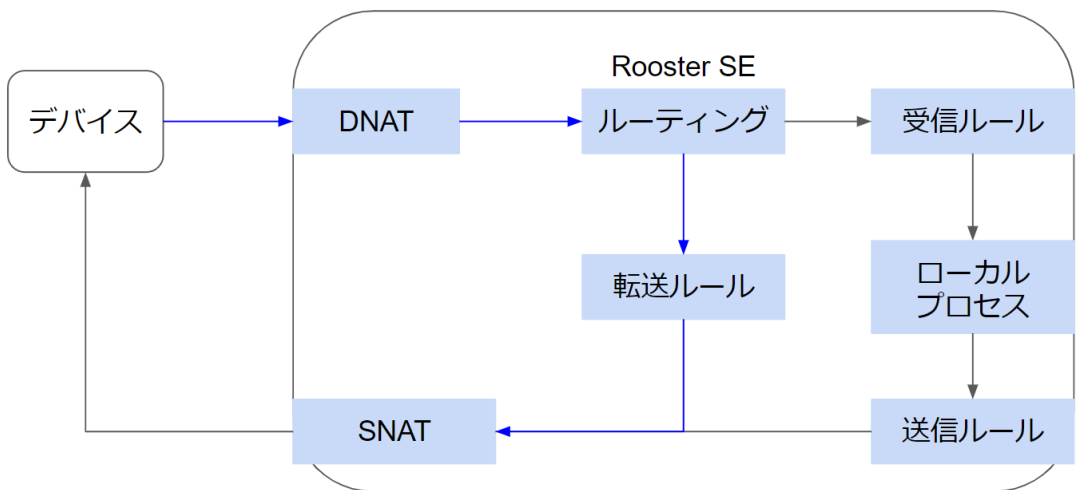 Rooster SE
デバイス
DNAT
ルーティング
受信ルール
転送ルール
ローカル
プロセス
SNAT
送信ルール